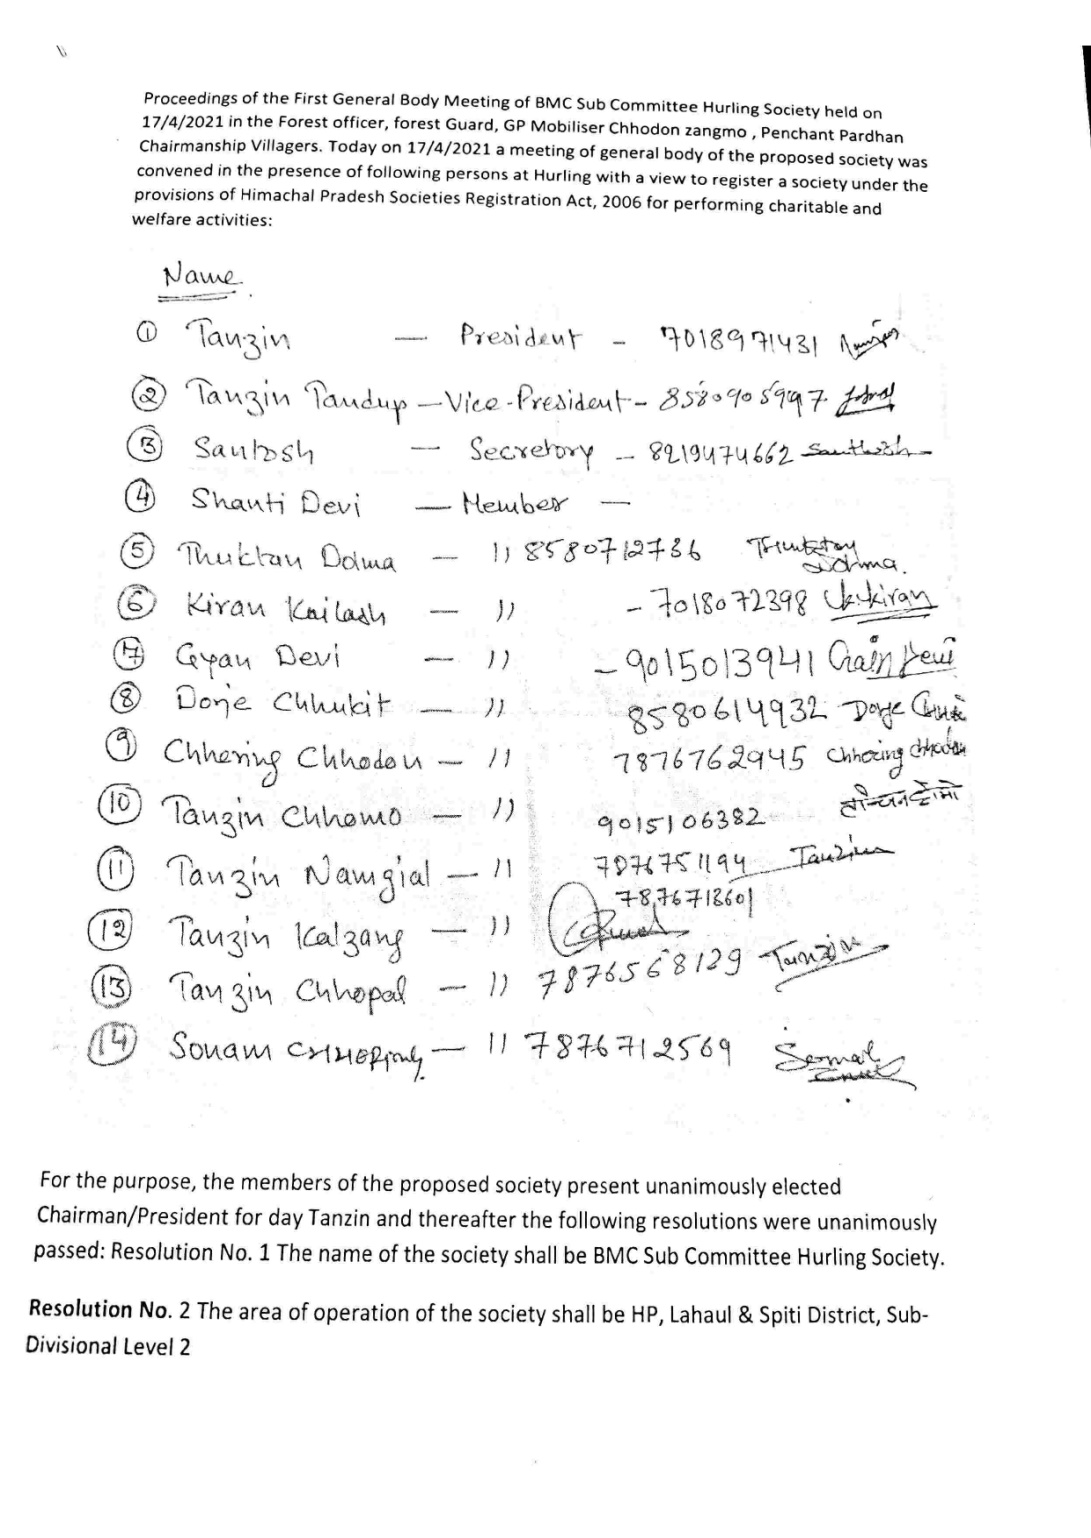 Proceedings of the First General Body Meeting of BMC Sub Committee Hurling Society held on
17/4/2021 in the Forest officer, forest Guard, GP Mobiliser Chhodon zangmo , Penchant Pardhan
Chairmanship Villagers. Today on 17/4/2021 a meeting of general body of the proposed society was
convened in the presence of following persons at Hurling with a view to register a society under the
provisions of Himachal Pradesh Societies Registration Act, 2006 for performing charitable and
welfare activities:
Name
① Tanzin — President - 7018971431
② Tanzin Tandup — Vice-President - 8580905997
③ Santosh — Secretory - 8219474662 Santhosh
④ Shanti Devi — Member —
⑤ Thuktan Dolma — 11 8580712736
Dolma.
⑥ Kiran Kailash — 11 - 7018072398 Ukkiran
⑦ Gyan Devi — 11 - 9015013941 Giain Devi
⑧ Dorje Chhukit — 11 8580614932 Dorje
⑨ Chhering Chhodon — 11 7876762945 Chhering Chhodon
⑩ Tanzin Chhomo — 11 9015106382
⑪ Tanzin Namgial — 11 7876751194 Tanzin
⑫ Tanzin Kalzang — 11 7876718601
⑬ Tanzin Chhopal — 11 7876568129 Tanzin
⑭ Sonam CHHERING — 11 7876712569
For the purpose, the members of the proposed society present unanimously elected
Chairman/President for day Tanzin and thereafter the following resolutions were unanimously
passed: Resolution No. 1 The name of the society shall be BMC Sub Committee Hurling Society.
Resolution No. 2 The area of operation of the society shall be HP, Lahaul & Spiti District, Sub-
Divisional Level 2